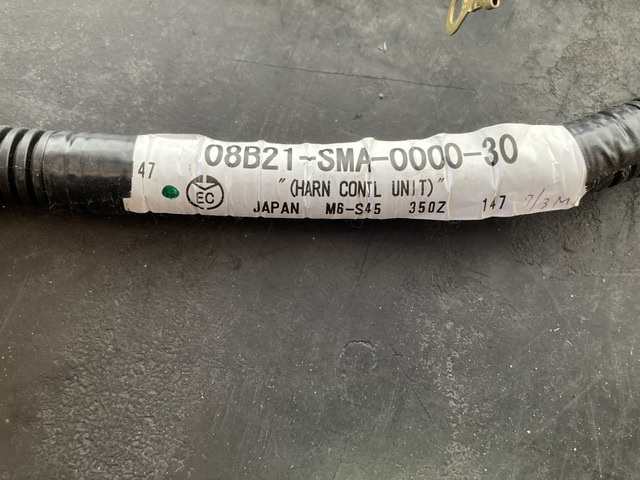 08B21-SMA-0000-30
47
"(HARN CONTL UNIT)"
EC
JAPAN M6-S45 350Z 147